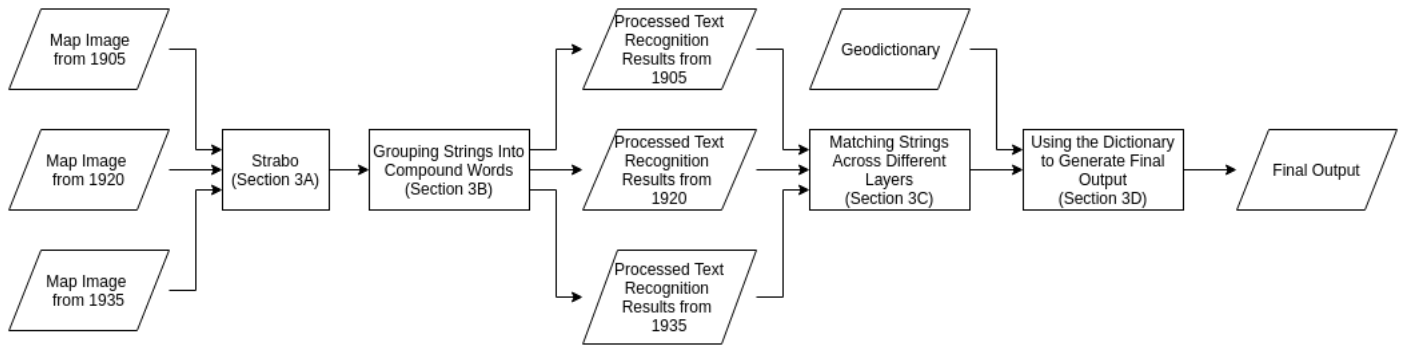 Map Image
from 1905
Map Image
from 1920
Map Image
from 1935
Strabo
(Section 3A)
Grouping Strings Into
Compound Words
(Section 3B)
Processed Text
Recognition
Results from
1905
Processed Text
Recognition
Results from
1920
Processed Text
Recognition
Results from
1935
Geodictionary
Matching Strings
Across Different
Layers
(Section 3C)
Using the Dictionary
to Generate Final
Output
(Section 3D)
Final Output